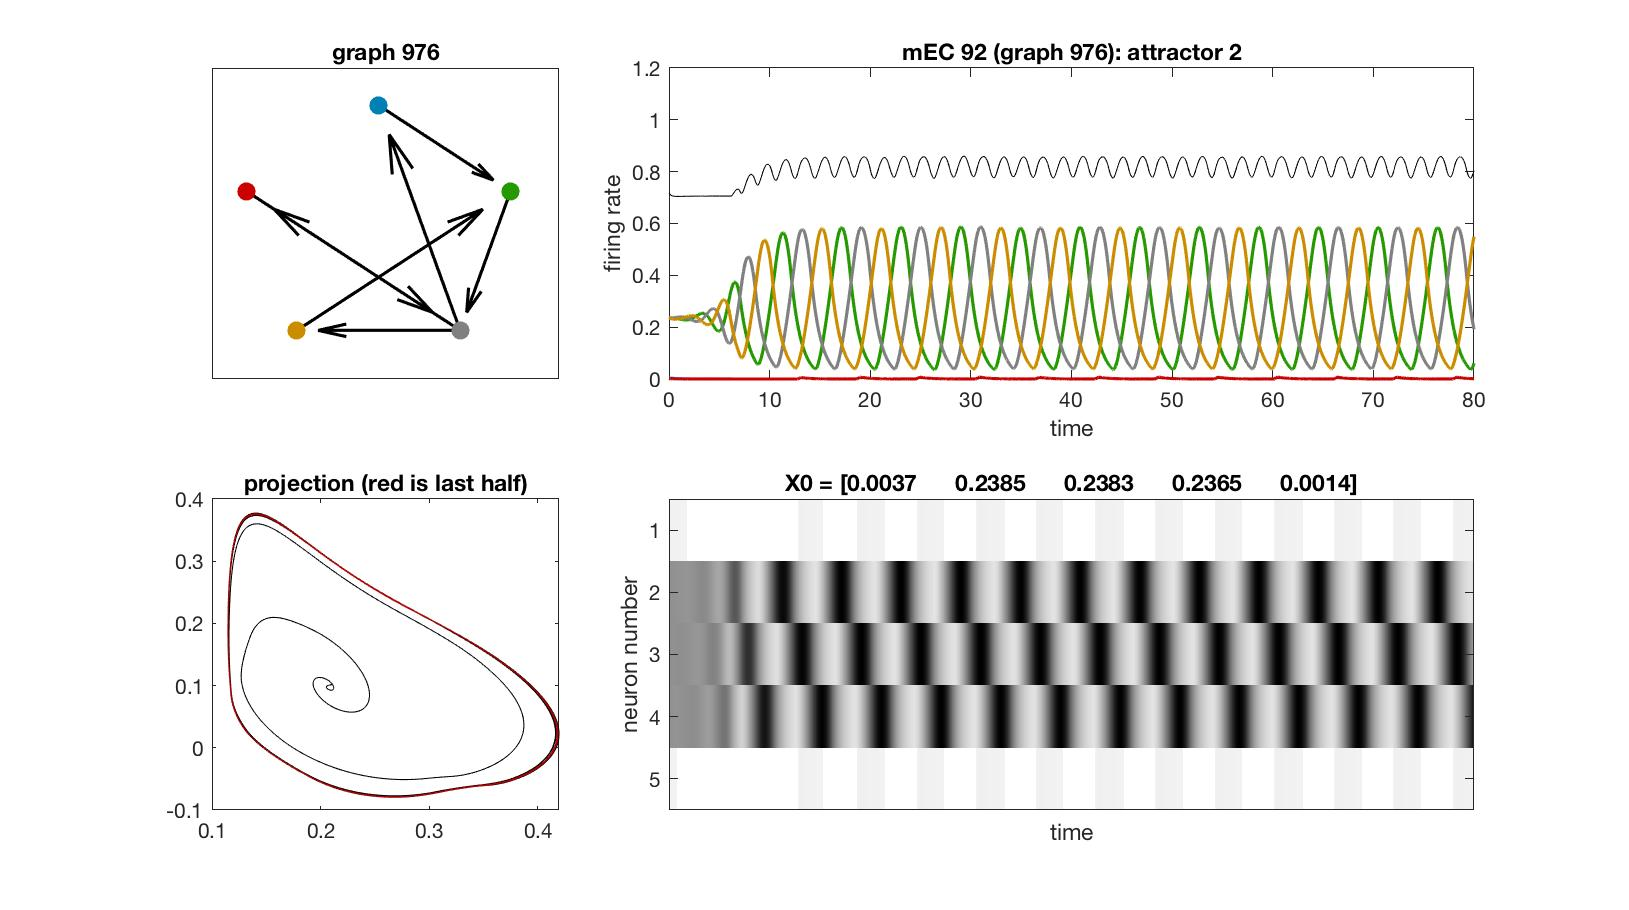 graph 976
mEC 92 (graph 976): attractor 2
1.2
1
0.8
0.6
0.4
0.2
0
firing rate
0 10 20 30 40 50 60 70 80
time
projection (red is last half)
0.4
0.3
0.2
0.1
0
-0.1
0.1 0.2 0.3 0.4
X0 = [0.0037 0.2385 0.2383 0.2365 0.0014]
1
2
3
4
5
neuron number
time